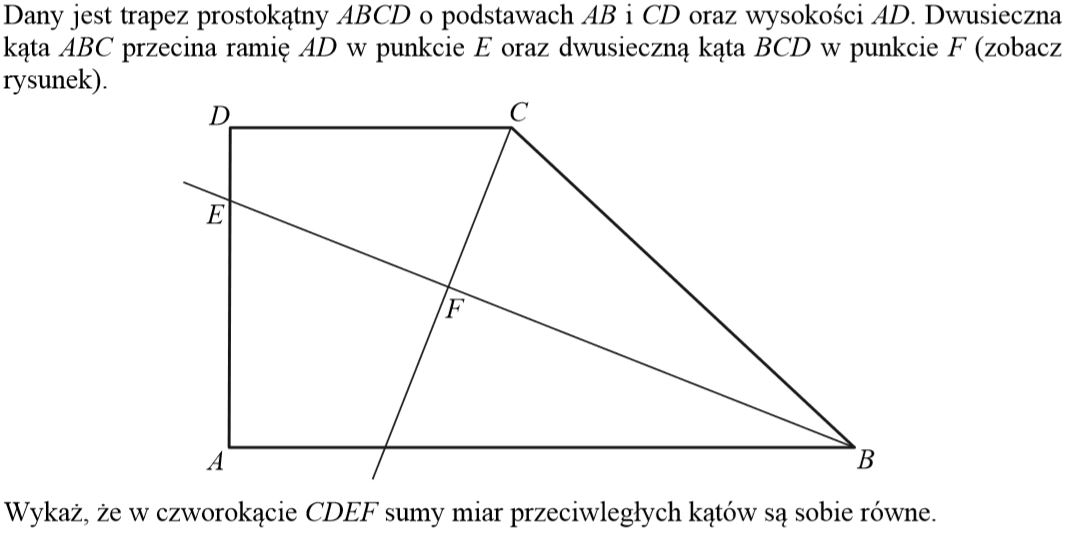 Dany jest trapez prostokątny ABCD o podstawach AB i CD oraz wysokości AD. Dwusieczna
kąta ABC przecina ramię AD w punkcie E oraz dwusieczną kąta BCD w punkcie F (zobacz
rysunek).
D
C
E
F
A
B
Wykaż, że w czworokącie CDEF sumy miar przeciwległych kątów są sobie równe.